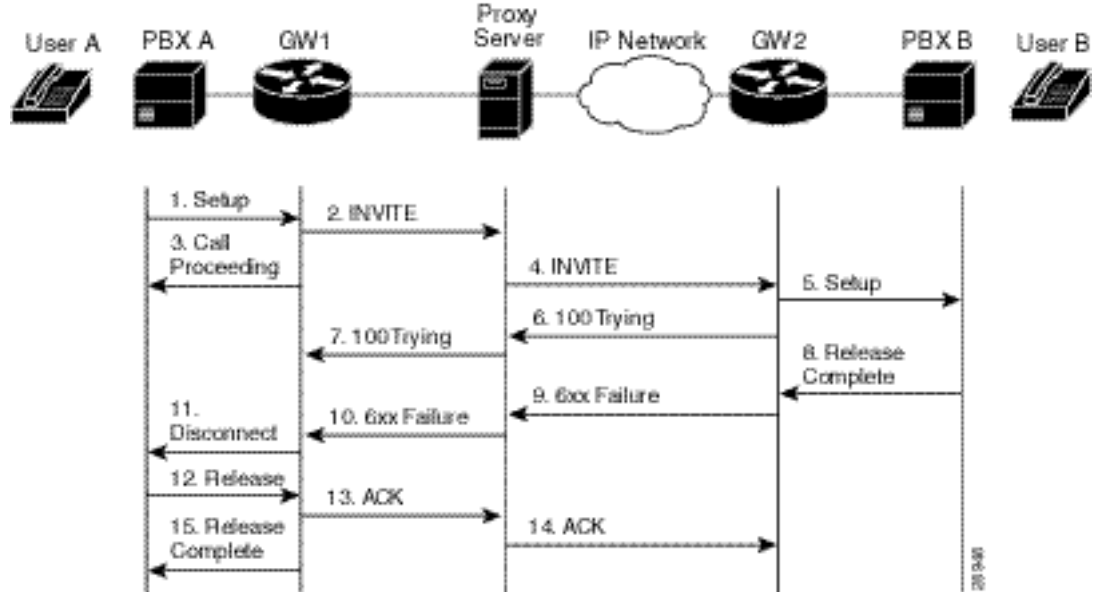 User A
PBX A
GW1
Proxy
Server
IP Network
GW2
PBX B
User B
1. Setup
2. INVITE
3. Call
Proceeding
4. INVITE
5. Setup
6. 100 Trying
7. 100 Trying
8. Release
Complete
9. 6xx Failure
10. 6xx Failure
11.
Disconnect
12. Release
13. ACK
14. ACK
15. Release
Complete